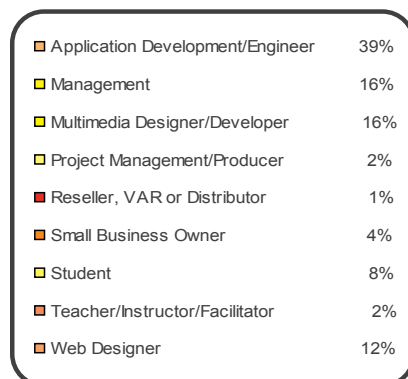 Application Development/Engineer 39%
Management 16%
Multimedia Designer/Developer 16%
Project Management/Producer 2%
Reseller, VAR or Distributor 1%
Small Business Owner 4%
Student 8%
Teacher/Instructor/Facilitator 2%
Web Designer 12%